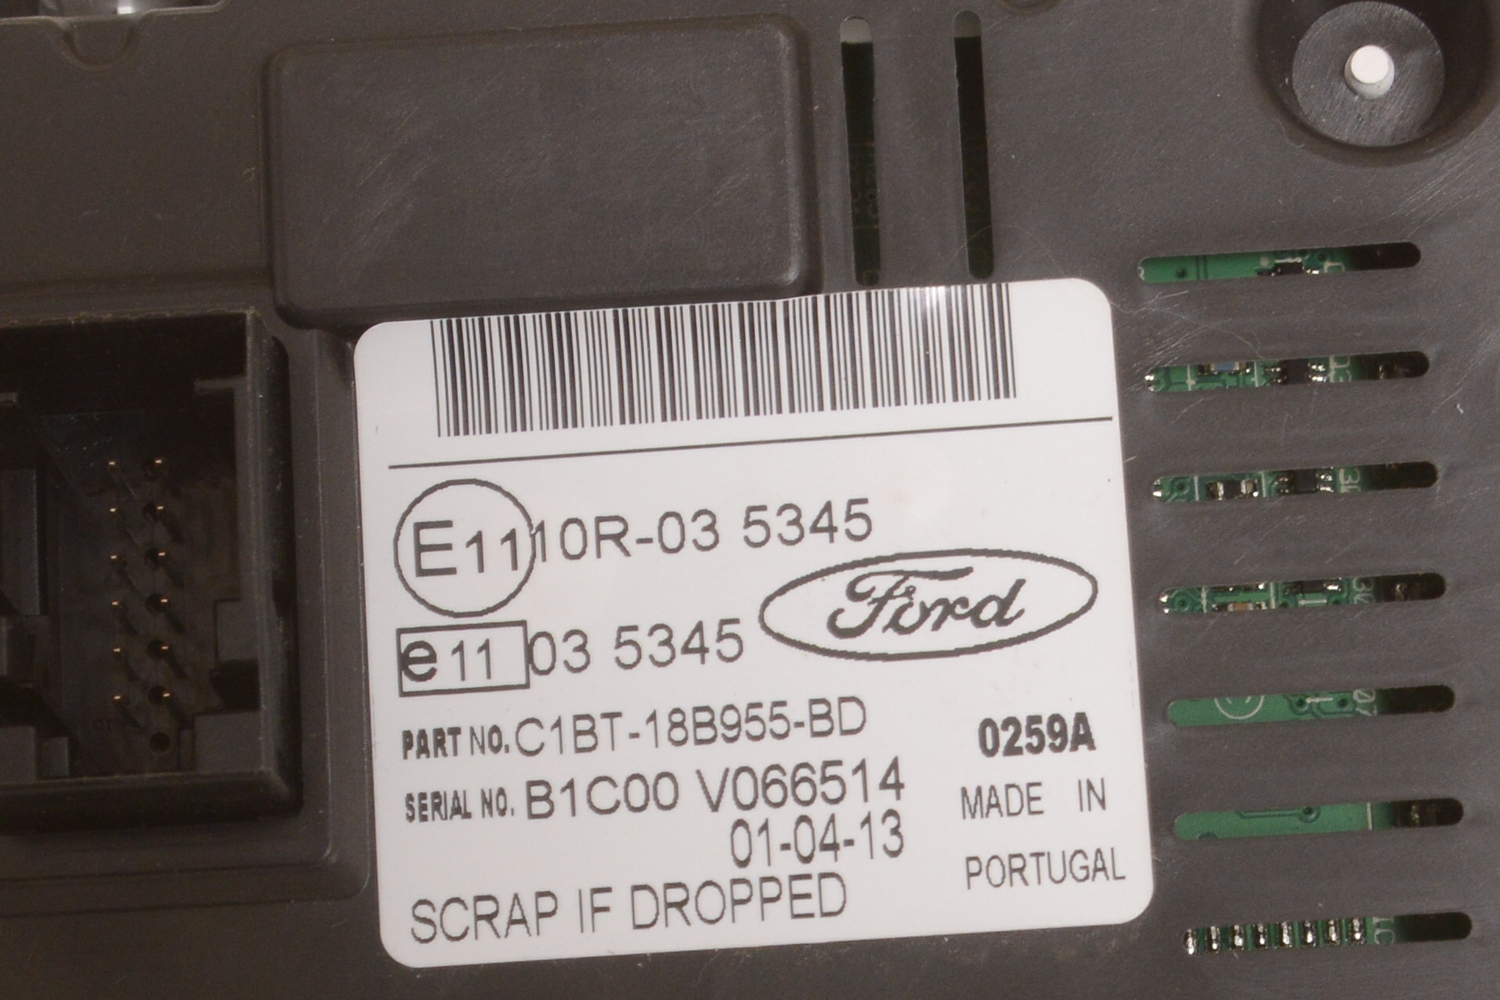 E11 10R-03 5345
Ford
e11 03 5345
PART NO. C1BT-18B955-BD
0259A
SERIAL NO. B1C00 V066514
MADE IN
01-04-13
PORTUGAL
SCRAP IF DROPPED